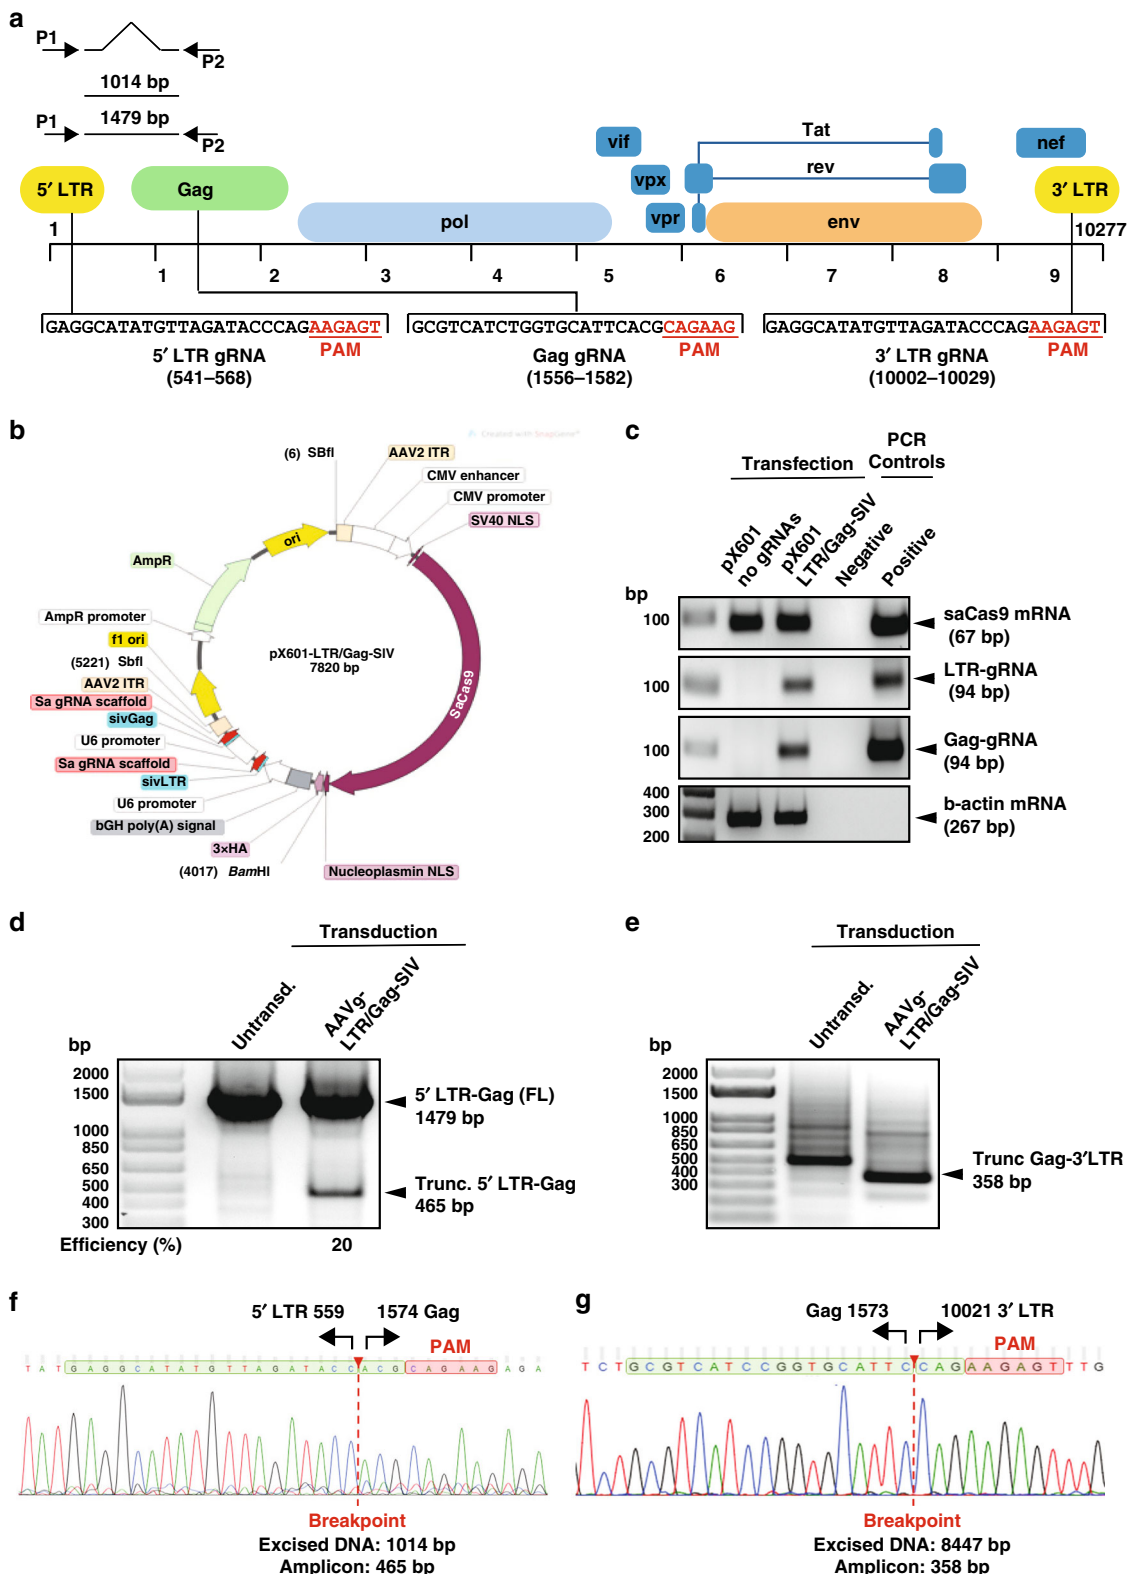 a
P1
P2
1014 bp
1479 bp
P1
P2
5′ LTR
Gag
pol
vif
vpx
vpr
Tat
rev
env
nef
3′ LTR
1
10277
1 2 3 4 5 6 7 8 9
GAGGCATATGTTAGATACCCAGAAGAGT
GCGTCATCTGGTGCATTCACGCAGAAG
GAGGCATATGTTAGATACCCAGAAGAGT
PAM
PAM
PAM
5′ LTR gRNA
(541–568)
Gag gRNA
(1556–1582)
3′ LTR gRNA
(10002–10029)
b
Created with SnapGene®
(6) SBfI
AAV2 ITR
CMV enhancer
CMV promoter
SV40 NLS
ori
AmpR
AmpR promoter
f1 ori
(5221) SbfI
AAV2 ITR
Sa gRNA scaffold
sivGag
U6 promoter
Sa gRNA scaffold
sivLTR
U6 promoter
bGH poly(A) signal
3×HA
(4017) BamHI
Nucleoplasmin NLS
SaCas9
pX601-LTR/Gag-SIV
7820 bp
c
Transfection
PCR
Controls
pX601
no gRNAs
pX601
LTR/Gag-SIV
Negative
Positive
bp
100
saCas9 mRNA
(67 bp)
100
LTR-gRNA
(94 bp)
100
Gag-gRNA
(94 bp)
400
300
200
b-actin mRNA
(267 bp)
d
Transduction
Untransd.
AAVg-
LTR/Gag-SIV
bp
2000
1500
1000
850
650
500
400
300
5′ LTR-Gag (FL)
1479 bp
Trunc. 5′ LTR-Gag
465 bp
Efficiency (%)
20
e
Transduction
Untransd.
AAVg-
LTR/Gag-SIV
bp
2000
1500
1000
850
650
500
400
300
Trunc Gag-3′LTR
358 bp
f
5′ LTR 559
1574 Gag
PAM
TATGAGGCATATGTTAGATACCACGCAGAAGAGA
Breakpoint
Excised DNA: 1014 bp
Amplicon: 465 bp
g
Gag 1573
10021 3′ LTR
PAM
TCTGCGTCATCCGGTGCATTCCAGAAGAGTTTG
Breakpoint
Excised DNA: 8447 bp
Amplicon: 358 bp